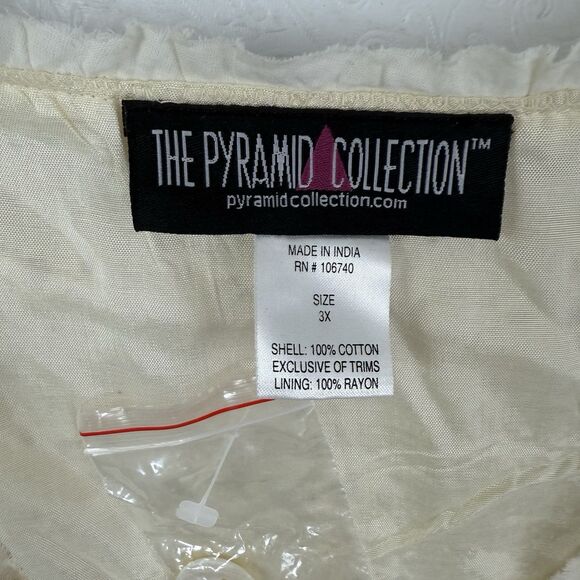 THE PYRAMID COLLECTION™
pyramidcollection.com
MADE IN INDIA
RN # 106740
SIZE
3X
SHELL: 100% COTTON
EXCLUSIVE OF TRIMS
LINING: 100% RAYON